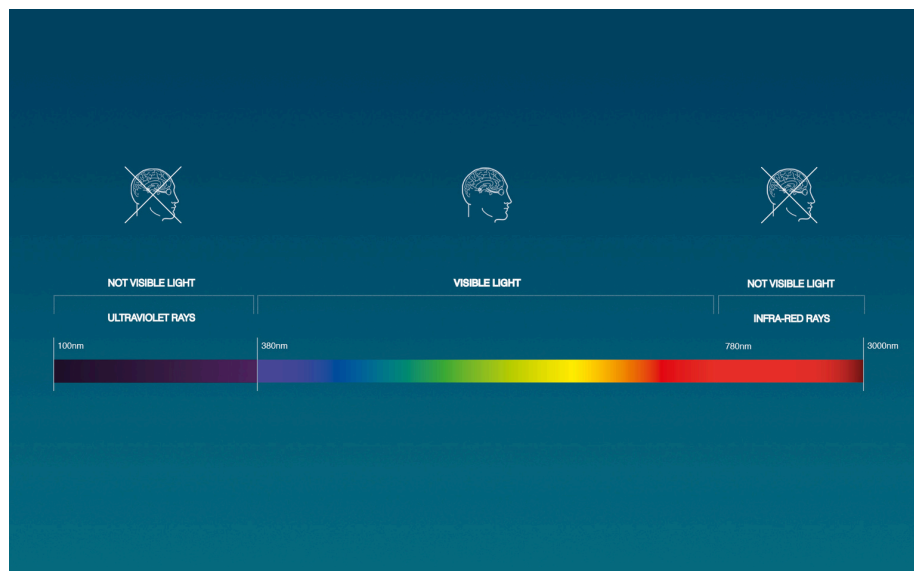 NOT VISIBLE LIGHT
VISIBLE LIGHT
NOT VISIBLE LIGHT
ULTRAVIOLET RAYS
INFRA-RED RAYS
100nm
380nm
780nm
3000nm